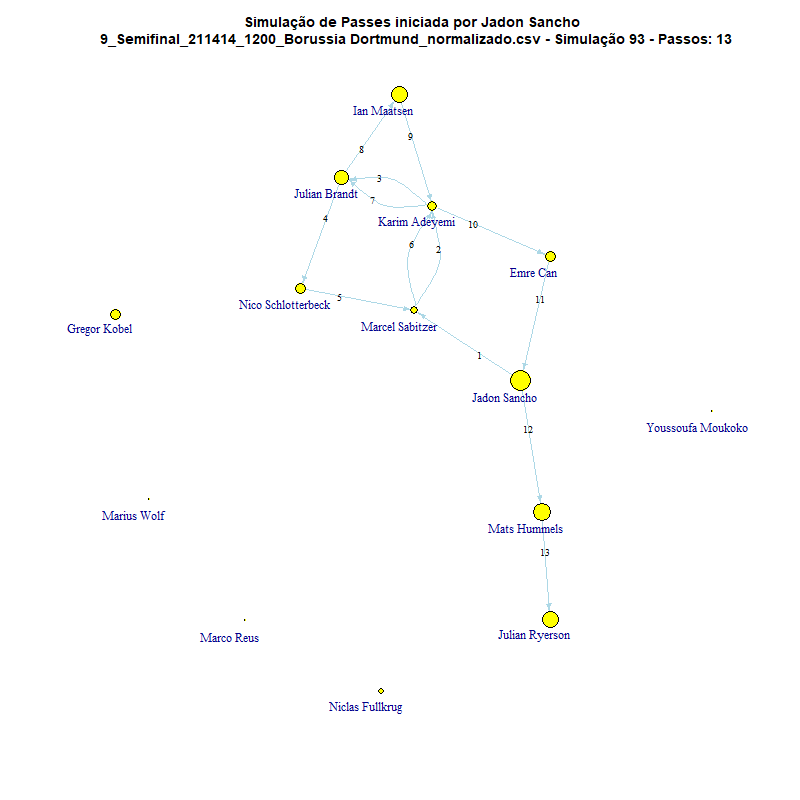 Simulação de Passes iniciada por Jadon Sancho
9_Semifinal_211414_1200_Borussia Dortmund_normalizado.csv - Simulação 93 - Passos: 13
Ian Maatsen
9
8
3
Julian Brandt
7
Karim Adeyemi
4
10
6
2
Emre Can
5
11
Nico Schlotterbeck
Gregor Kobel
Marcel Sabitzer
1
Jadon Sancho
12
Youssoufa Moukoko
Marius Wolf
Mats Hummels
13
Marco Reus
Julian Ryerson
Niclas Fullkrug